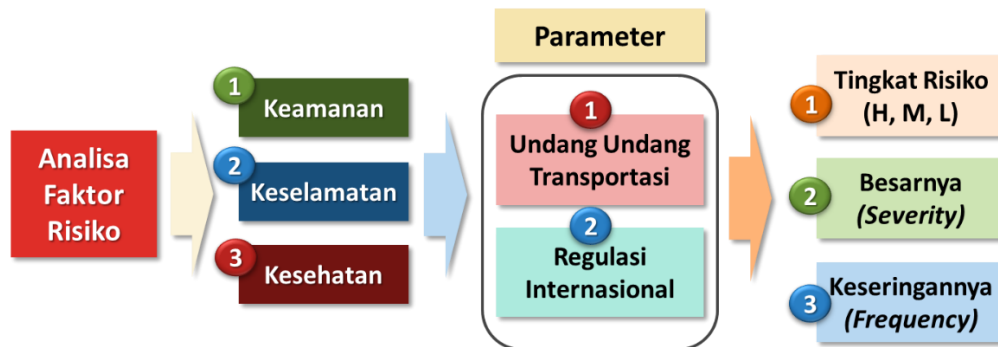 Analisa
Faktor
Risiko
1
Keamanan
2
Keselamatan
3
Kesehatan
Parameter
1
Undang Undang
Transportasi
2
Regulasi
Internasional
1
Tingkat Risiko
(H, M, L)
2
Besarnya
(Severity)
3
Keseringannya
(Frequency)